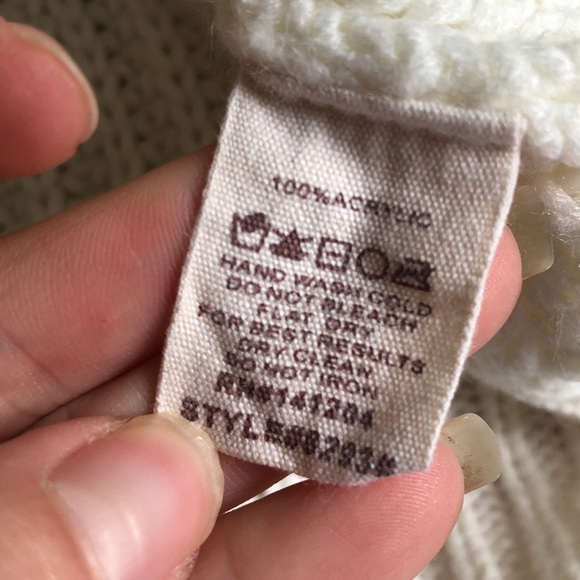 100% ACRYLIC
HAND WASH COLD
DO NOT BLEACH
FLAT DRY
FOR BEST RESULTS
DRY CLEAN
DO NOT IRON
RN#141204